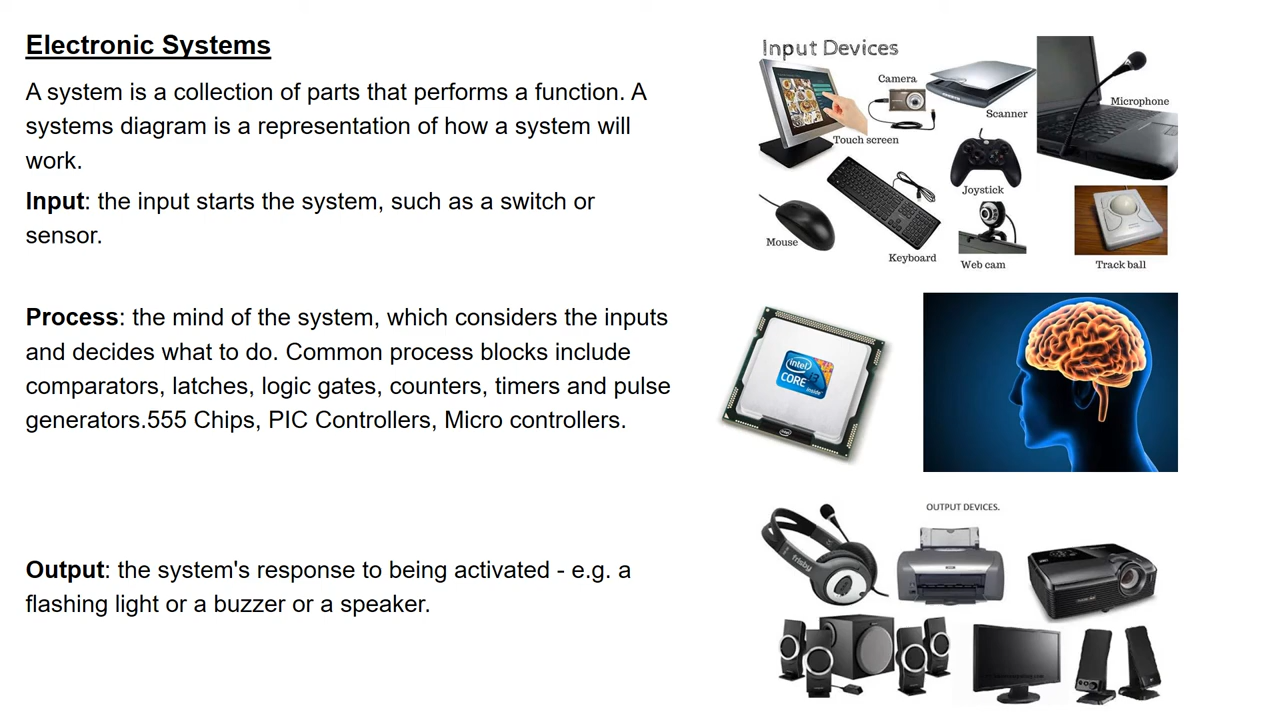 Electronic Systems
A system is a collection of parts that performs a function. A
systems diagram is a representation of how a system will
work.
Input: the input starts the system, such as a switch or
sensor.
Process: the mind of the system, which considers the inputs
and decides what to do. Common process blocks include
comparators, latches, logic gates, counters, timers and pulse
generators.555 Chips, PIC Controllers, Micro controllers.
Output: the system's response to being activated - e.g. a
flashing light or a buzzer or a speaker.
Input Devices
Camera
Touch screen
Scanner
Microphone
Joystick
Mouse
Keyboard
Web cam
Track ball
intel
CORE i3
inside
intel
OUTPUT DEVICES.
frisby